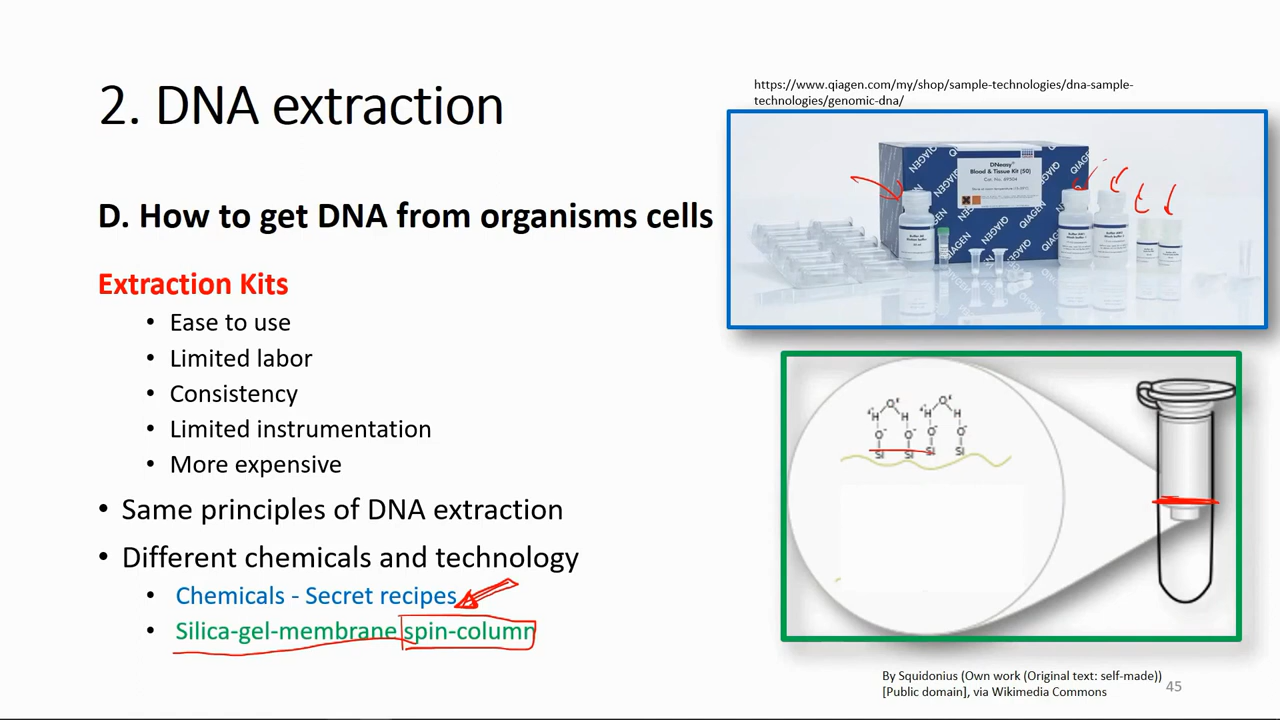 2. DNA extraction
https://www.qiagen.com/my/shop/sample-technologies/dna-sample-
technologies/genomic-dna/
D. How to get DNA from organisms cells
QIAGEN
DNeasy®
Blood & Tissue Kit (50)
Extraction Kits
• Ease to use
• Limited labor
• Consistency
• Limited instrumentation
• More expensive
• Same principles of DNA extraction
• Different chemicals and technology
• Chemicals - Secret recipes
• Silica-gel-membrane spin-column
H O H H O H
O- O- O- O-
Si Si Si Si
By Squidonius (Own work (Original text: self-made))
[Public domain], via Wikimedia Commons
45